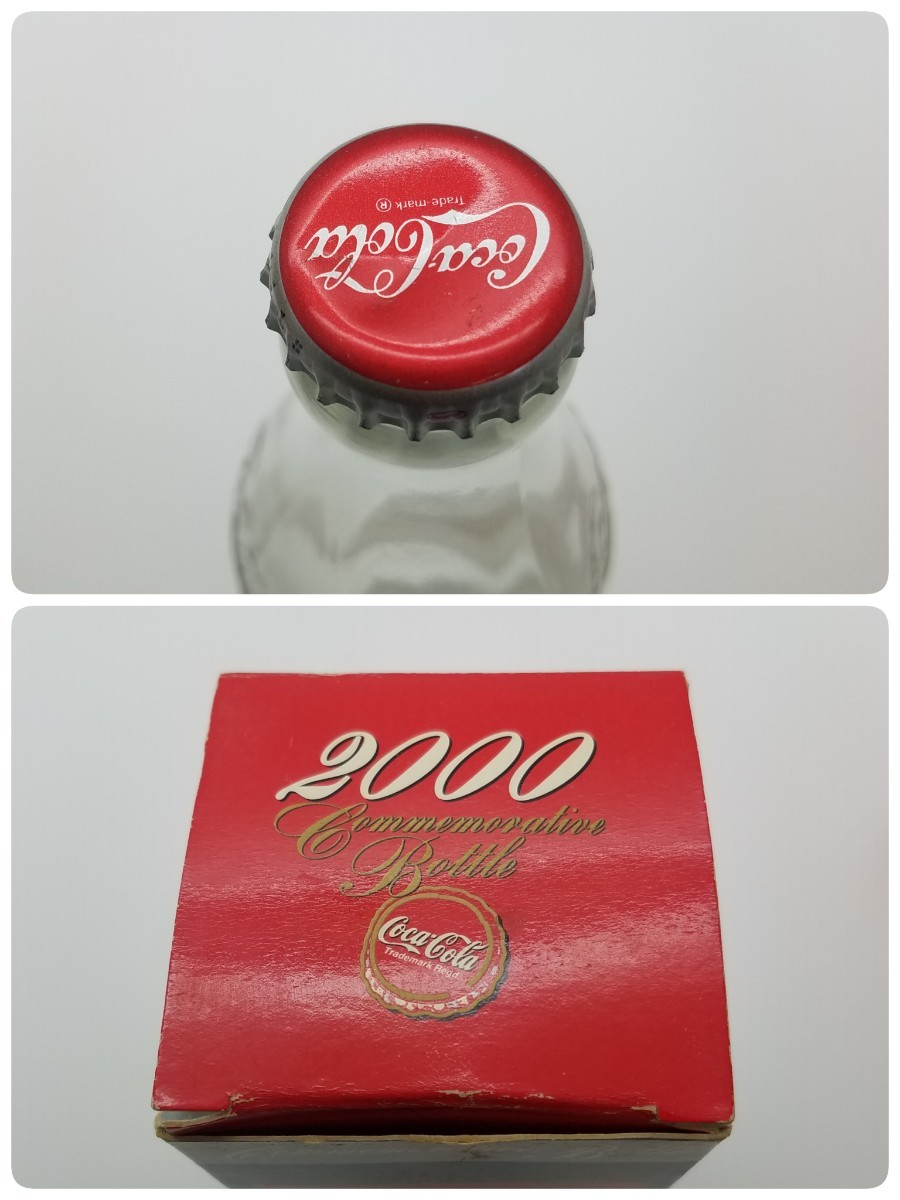 Coca-Cola
Trade-mark ®
2000
Commemorative
Bottle
Coca-Cola
Trademark Regd